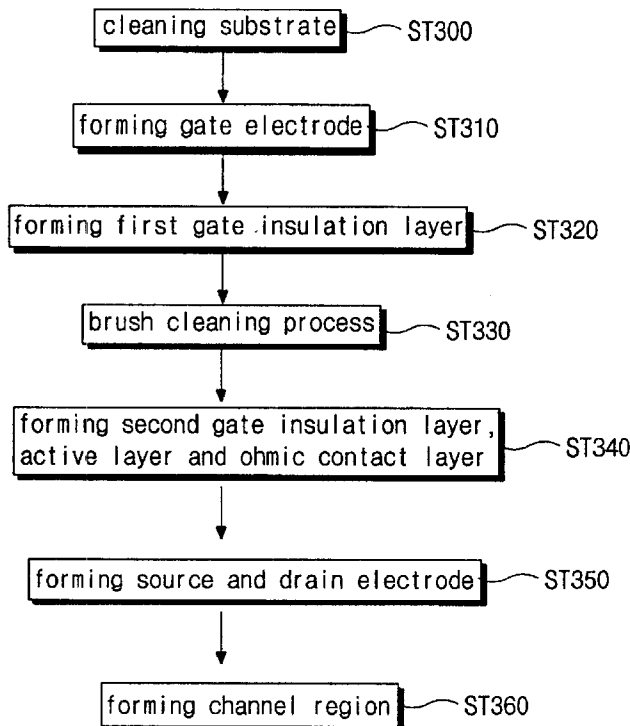 cleaning substrate
ST300
forming gate electrode
ST310
forming first gate insulation layer
ST320
brush cleaning process
ST330
forming second gate insulation layer,
active layer and ohmic contact layer
ST340
forming source and drain electrode
ST350
forming channel region
ST360